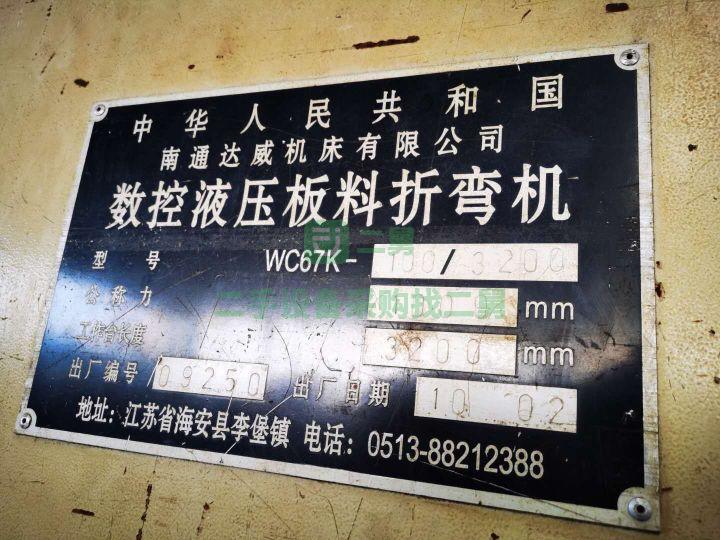 中华人民共和国
南通达威机床有限公司
数控液压板料折弯机
型号 WC67K-100/3200
二舅
公称力 mm
二手设备采购找二舅
工作台长度 3200 mm
出厂编号 09250 出厂日期 10 02
地址：江苏省海安县李堡镇 电话：0513-88212388